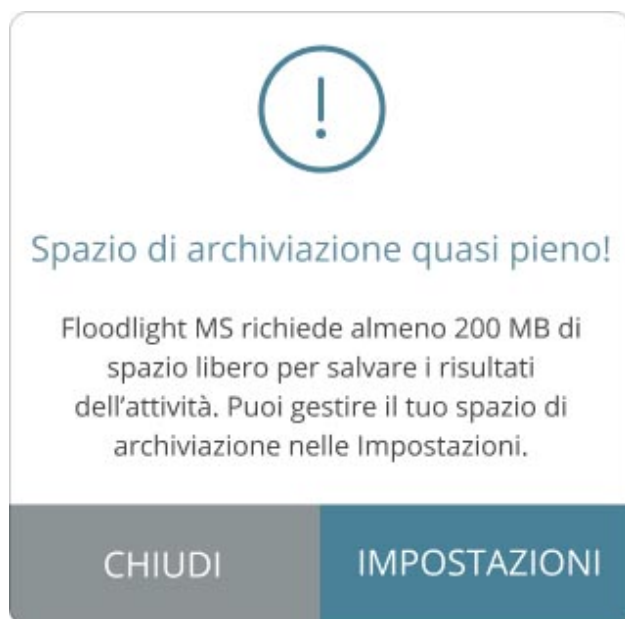 Spazio di archiviazione quasi pieno!
Floodlight MS richiede almeno 200 MB di
spazio libero per salvare i risultati
dell'attività. Puoi gestire il tuo spazio di
archiviazione nelle Impostazioni.
CHIUDI
IMPOSTAZIONI